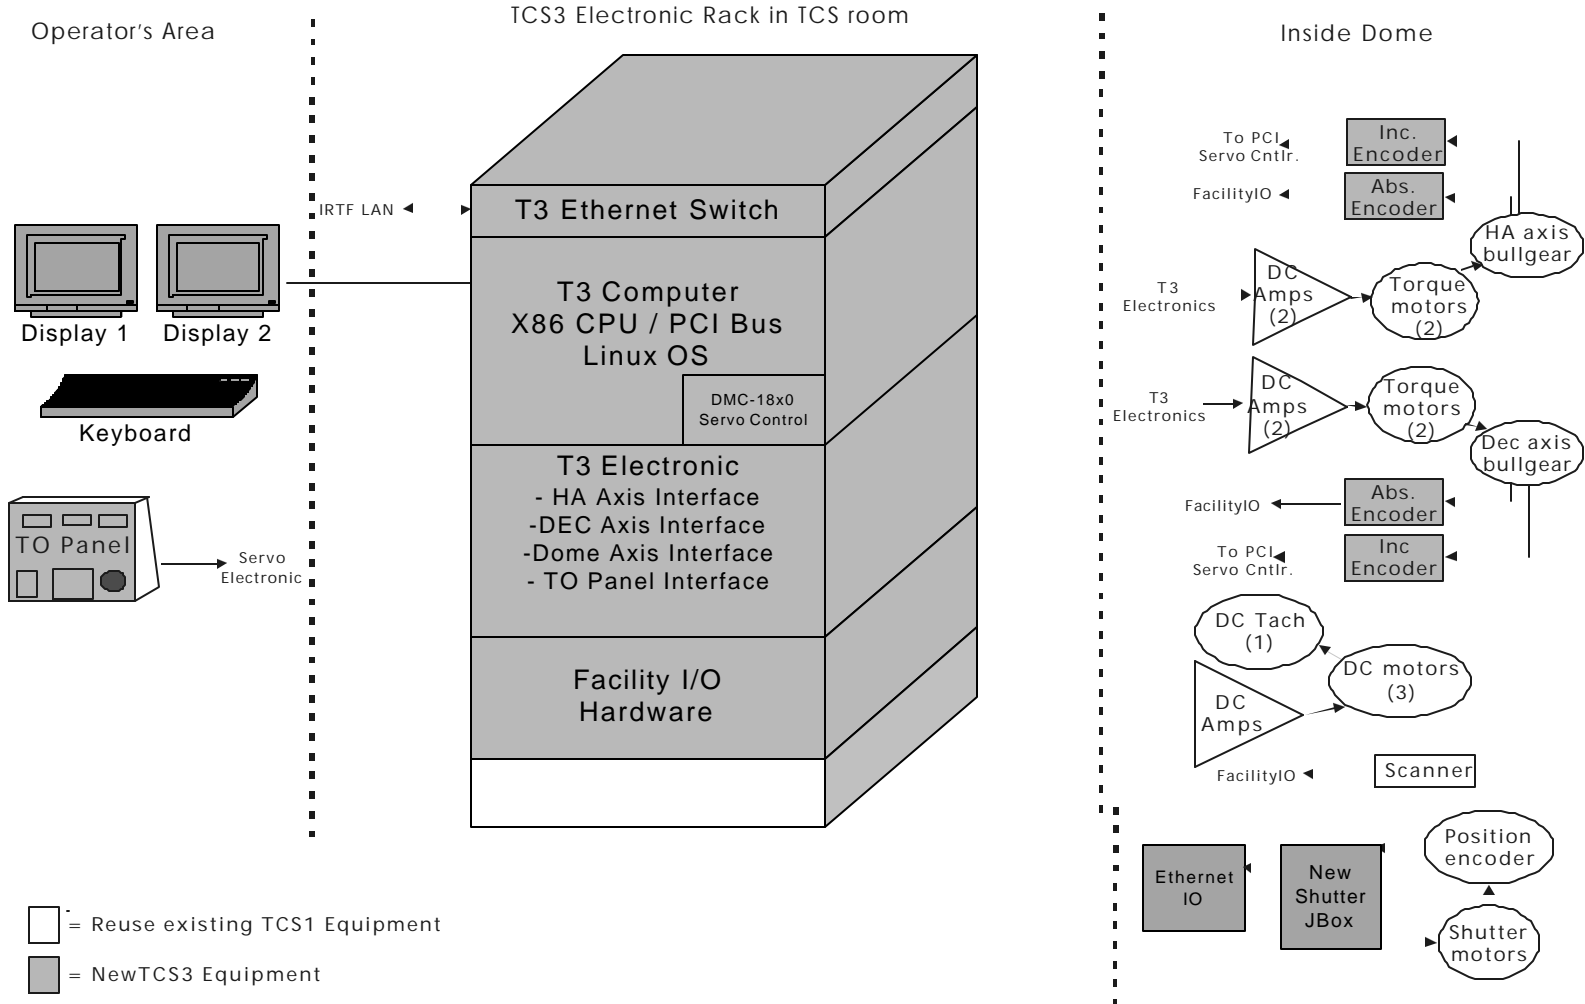 Operator's Area
TCS3 Electronic Rack in TCS room
Inside Dome
IRTF LAN
Display 1
Display 2
Keyboard
TO Panel
Servo
Electronic
T3 Ethernet Switch
T3 Computer
X86 CPU / PCI Bus
Linux OS
DMC-18x0
Servo Control
T3 Electronic
- HA Axis Interface
-DEC Axis Interface
-Dome Axis Interface
- TO Panel Interface
Facility I/O
Hardware
To PCI
Servo Cntlr.
Inc.
Encoder
FacilityIO
Abs.
Encoder
HA axis
bullgear
T3
Electronics
DC
Amps
(2)
Torque
motors
(2)
T3
Electronics
DC
Amps
(2)
Torque
motors
(2)
Dec axis
bullgear
FacilityIO
Abs.
Encoder
To PCI
Servo Cntlr.
Inc
Encoder
DC Tach
(1)
DC motors
(3)
DC
Amps
FacilityIO
Scanner
Position
encoder
Ethernet
IO
New
Shutter
JBox
Shutter
motors
= Reuse existing TCS1 Equipment
= NewTCS3 Equipment